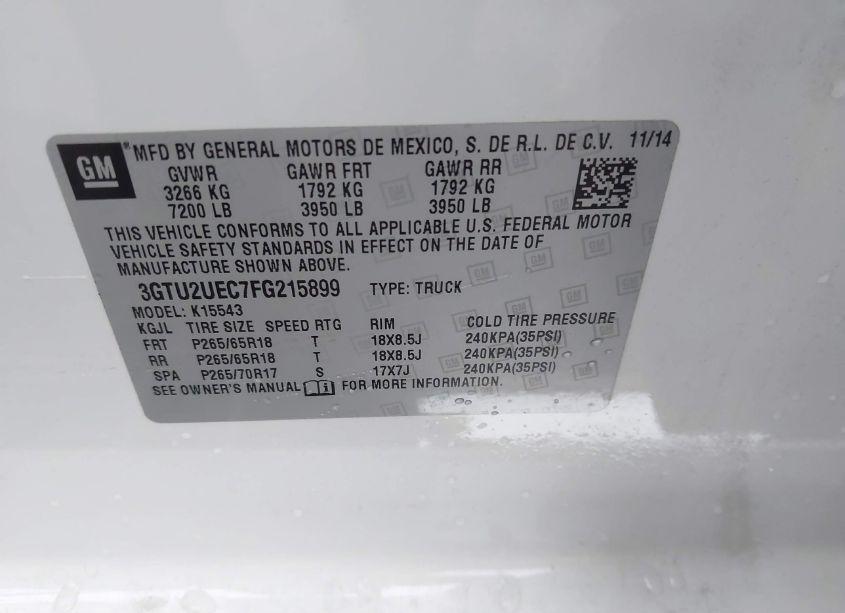 GM ® MFD BY GENERAL MOTORS DE MEXICO, S. DE R.L. DE C.V. 11/14
GVWR GAWR FRT GAWR RR
3266 KG 1792 KG 1792 KG
7200 LB 3950 LB 3950 LB
THIS VEHICLE CONFORMS TO ALL APPLICABLE U.S. FEDERAL MOTOR
VEHICLE SAFETY STANDARDS IN EFFECT ON THE DATE OF
MANUFACTURE SHOWN ABOVE.
3GTU2UEC7FG215899 TYPE: TRUCK
MODEL: K15543
KGJL TIRE SIZE SPEED RTG RIM COLD TIRE PRESSURE
FRT P265/65R18 T 18X8.5J 240KPA(35PSI)
RR P265/65R18 T 18X8.5J 240KPA(35PSI)
SPA P265/70R17 S 17X7J 240KPA(35PSI)
SEE OWNER'S MANUAL i FOR MORE INFORMATION.